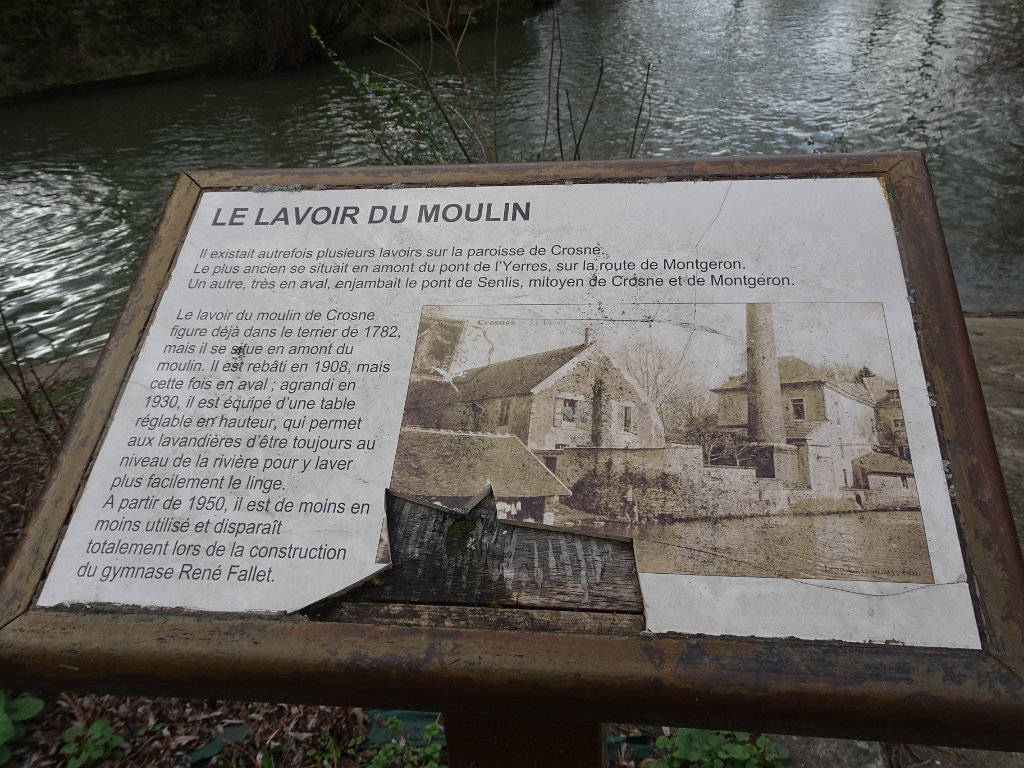 LE LAVOIR DU MOULIN
Il existait autrefois plusieurs lavoirs sur la paroisse de Crosne.
Le plus ancien se situait en amont du pont de l'Yerres, sur la route de Montgeron.
Un autre, très en aval, enjambait le pont de Senlis, mitoyen de Crosne et de Montgeron.
Le lavoir du moulin de Crosne
figure déjà dans le terrier de 1782,
mais il se situe en amont du
moulin. Il est rebâti en 1908, mais
cette fois en aval ; agrandi en
1930, il est équipé d'une table
réglable en hauteur, qui permet
aux lavandières d'être toujours au
niveau de la rivière pour y laver
plus facilement le linge.
A partir de 1950, il est de moins en
moins utilisé et disparaît
totalement lors de la construction
du gymnase René Fallet.
Crosnes - Le Lavoir
édit.